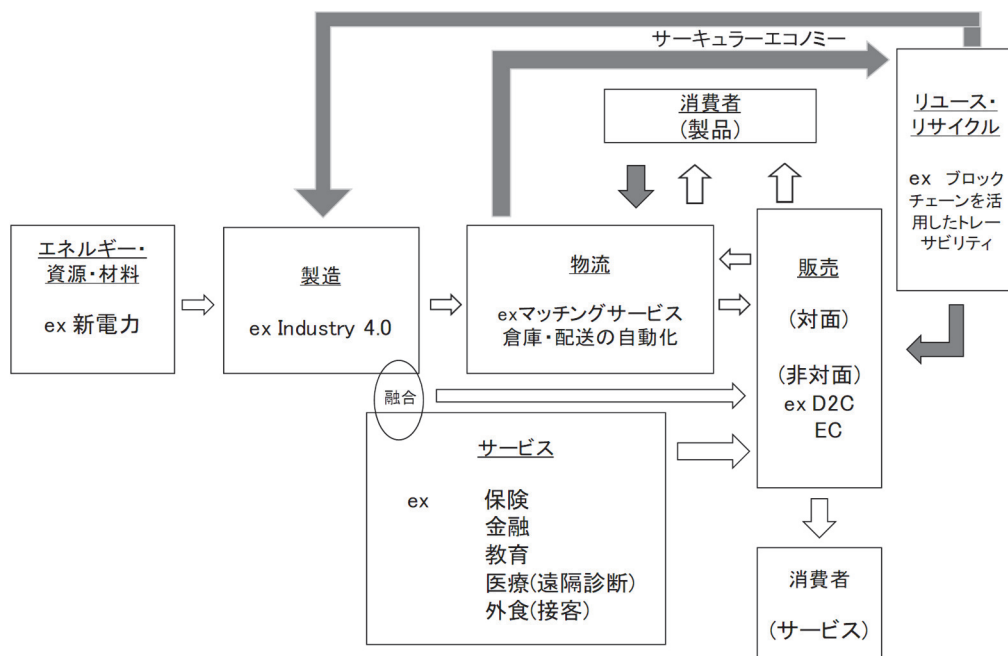 サーキュラーエコノミー
消費者
(製品)
リユース・
リサイクル
ex ブロック
チェーンを活
用したトレー
サビリティ
エネルギー・
資源・材料
ex 新電力
製造
ex Industry 4.0
物流
exマッチングサービス
倉庫・配送の自動化
販売
(対面)
(非対面)
ex D2C
EC
融合
サービス
ex 保険
金融
教育
医療(遠隔診断)
外食(接客)
消費者
(サービス)